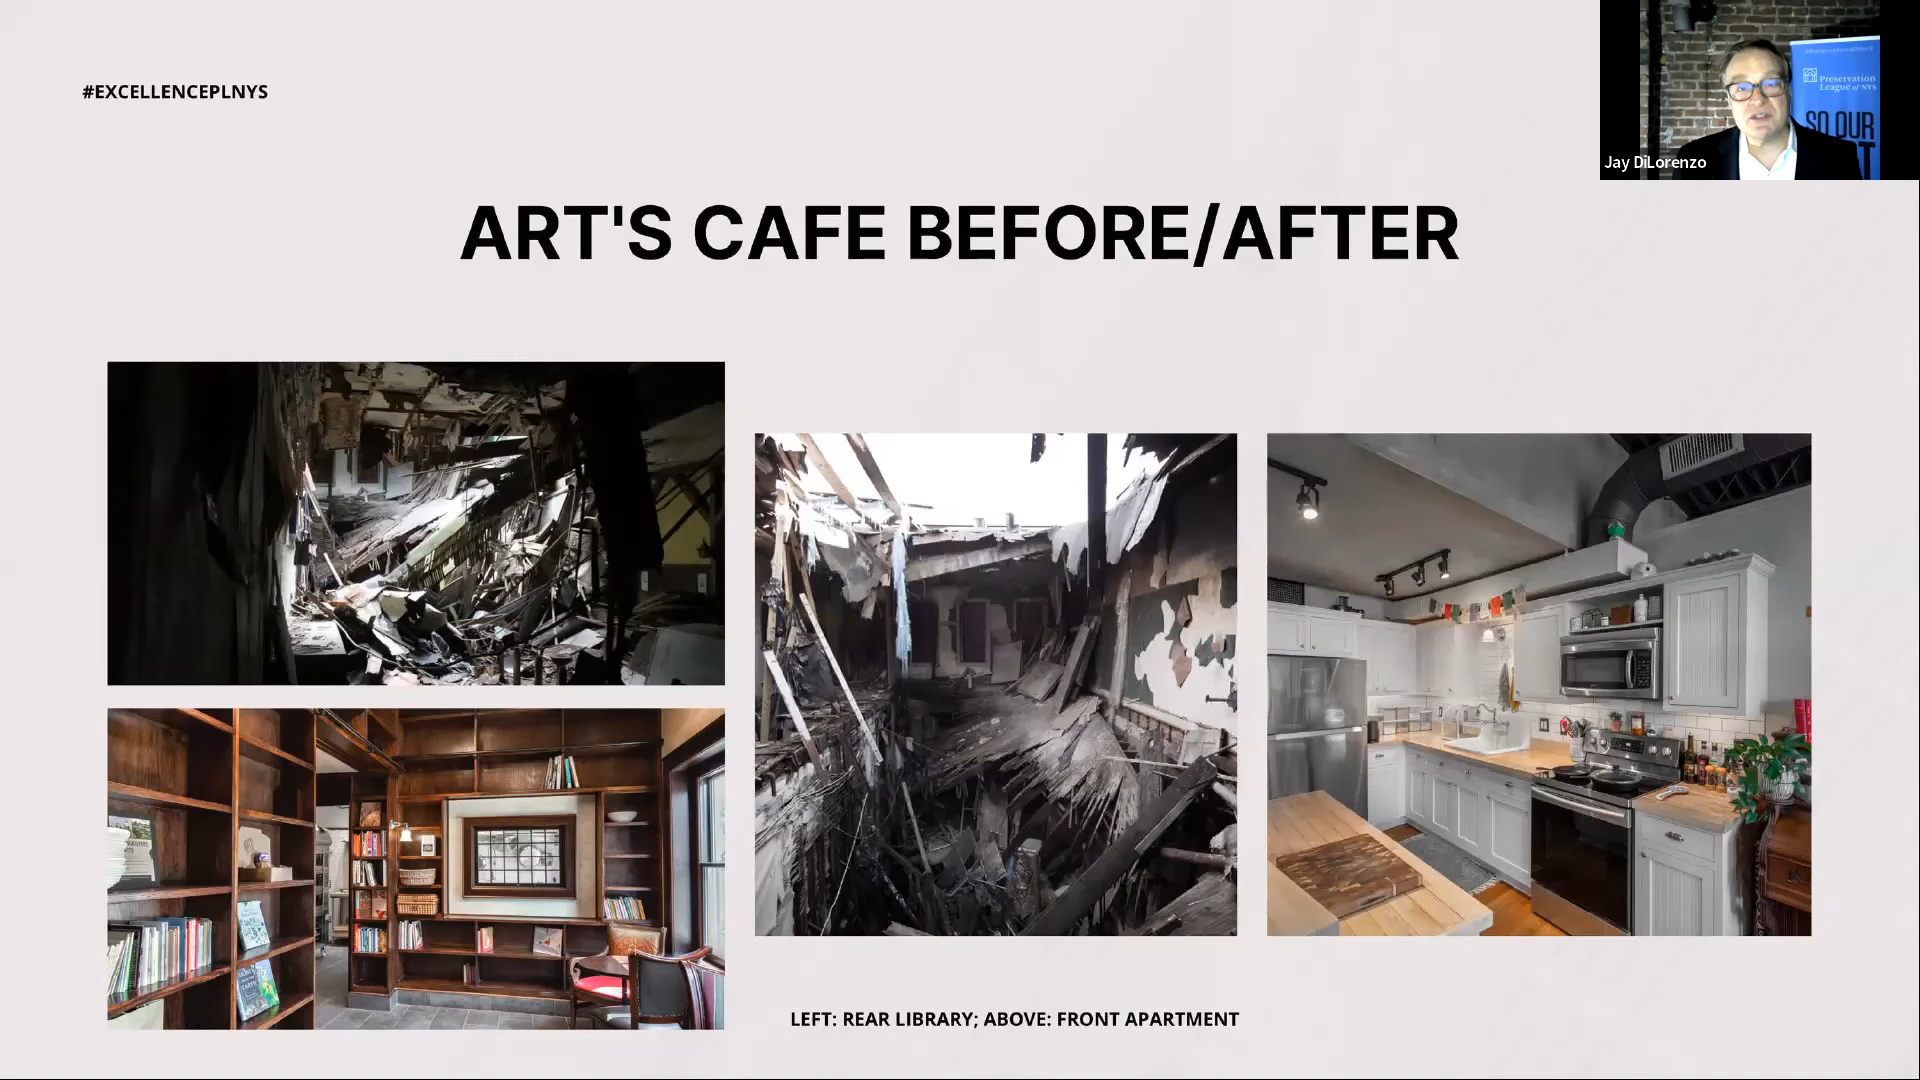 #EXCELLENCEPLNYS
Preservation
League of NYS
SO OUR
Jay DiLorenzo
ART'S CAFE BEFORE/AFTER
LEFT: REAR LIBRARY; ABOVE: FRONT APARTMENT